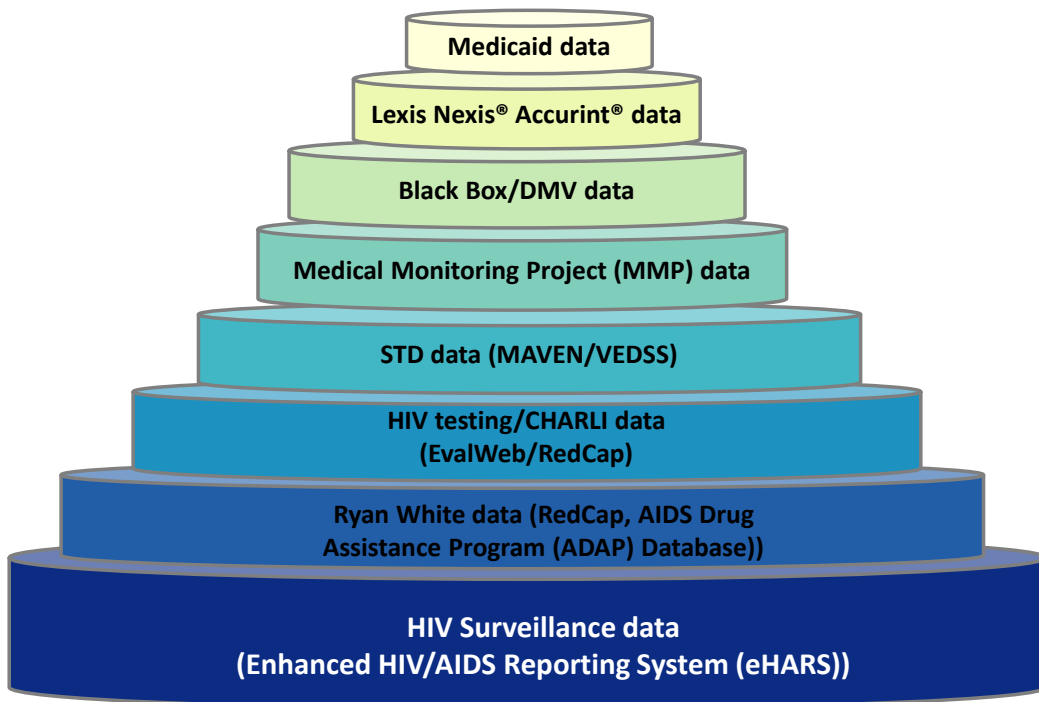 Medicaid data
Lexis Nexis® Accurint® data
Black Box/DMV data
Medical Monitoring Project (MMP) data
STD data (MAVEN/VEDSS)
HIV testing/CHARLI data
(EvalWeb/RedCap)
Ryan White data (RedCap, AIDS Drug
Assistance Program (ADAP) Database))
HIV Surveillance data
(Enhanced HIV/AIDS Reporting System (eHARS))